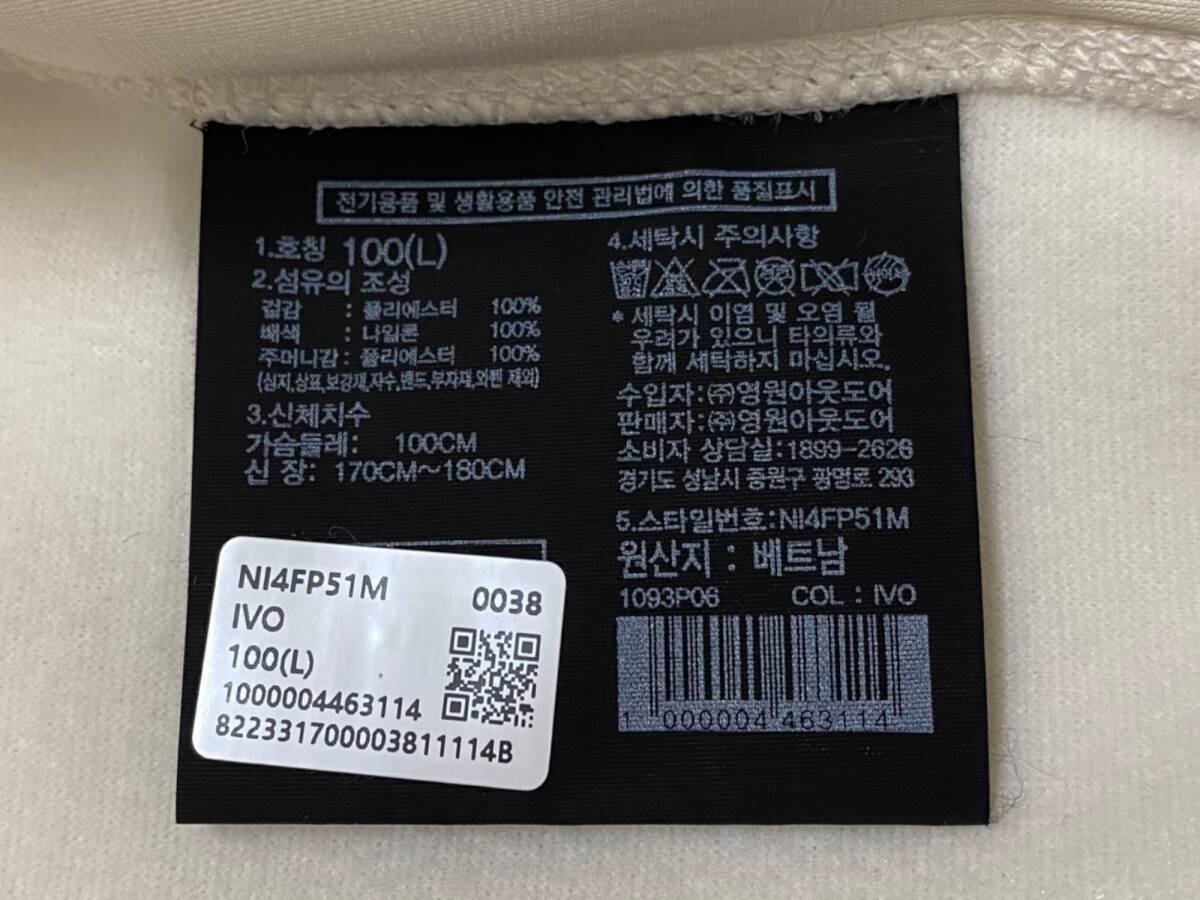 전기용품 및 생활용품 안전 관리법에 의한 품질표시
1.호칭 100(L)
2.섬유의 조성
겉감 : 폴리에스터 100%
배색 : 나일론 100%
주머니감 : 폴리에스터 100%
(심지,상표,보강재,자수,밴드,부자재,와펜 제외)
3.신체치수
가슴둘레: 100CM
신 장: 170CM~180CM
4.세탁시 주의사항
* 세탁시 이염 및 오염 될
우려가 있으니 타의류와
함께 세탁하지 마십시오.
수입자:㈜영원아웃도어
판매자:㈜영원아웃도어
소비자 상담실:1899-2626
경기도 성남시 중원구 광명로 293
5.스타일번호:NI4FP51M
원산지 : 베트남
1093P06 COL : IVO
1 000004 463114
NI4FP51M 0038
IVO
100(L)
1000004463114
822331700003811114B